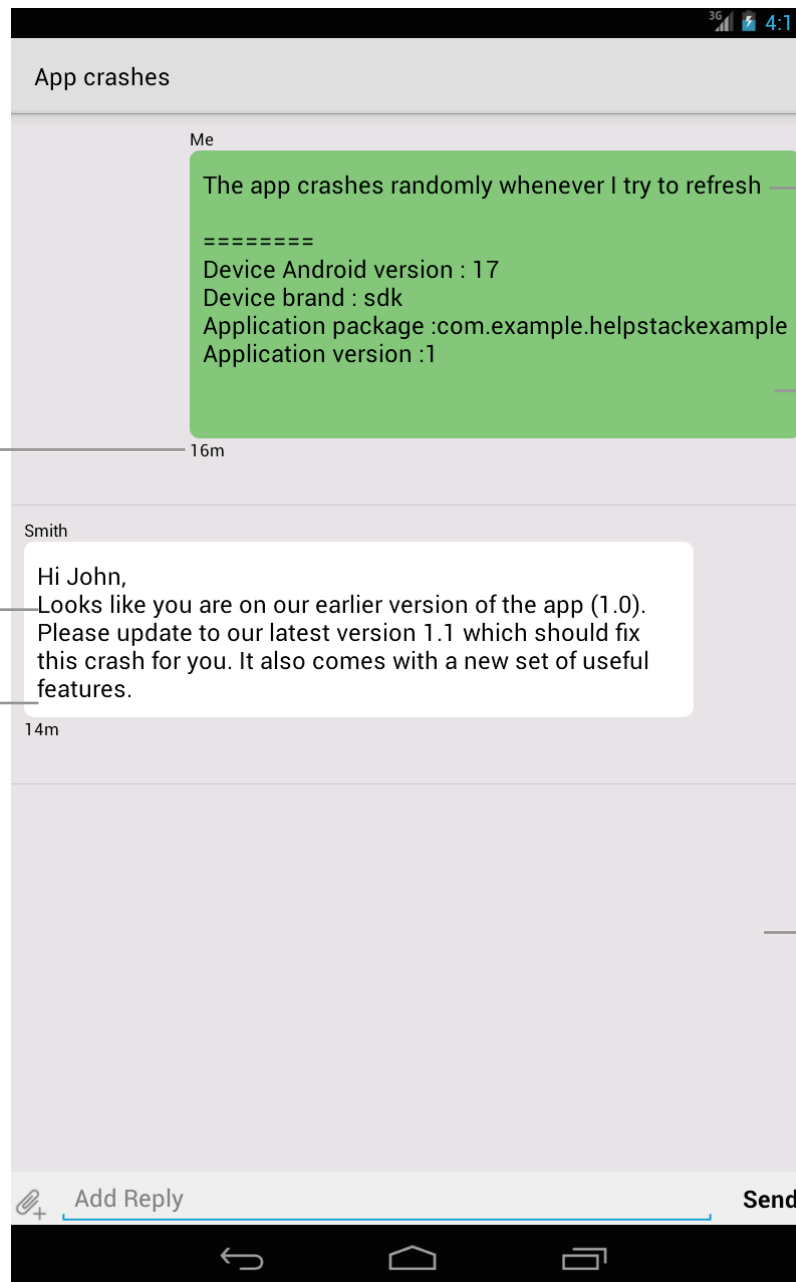 3G 4:1
App crashes
Me
The app crashes randomly whenever I try to refresh
========
Device Android version : 17
Device brand : sdk
Application package :com.example.helpstackexample
Application version :1
16m
Smith
Hi John,
Looks like you are on our earlier version of the app (1.0).
Please update to our latest version 1.1 which should fix
this crash for you. It also comes with a new set of useful
features.
14m
Add Reply
Send